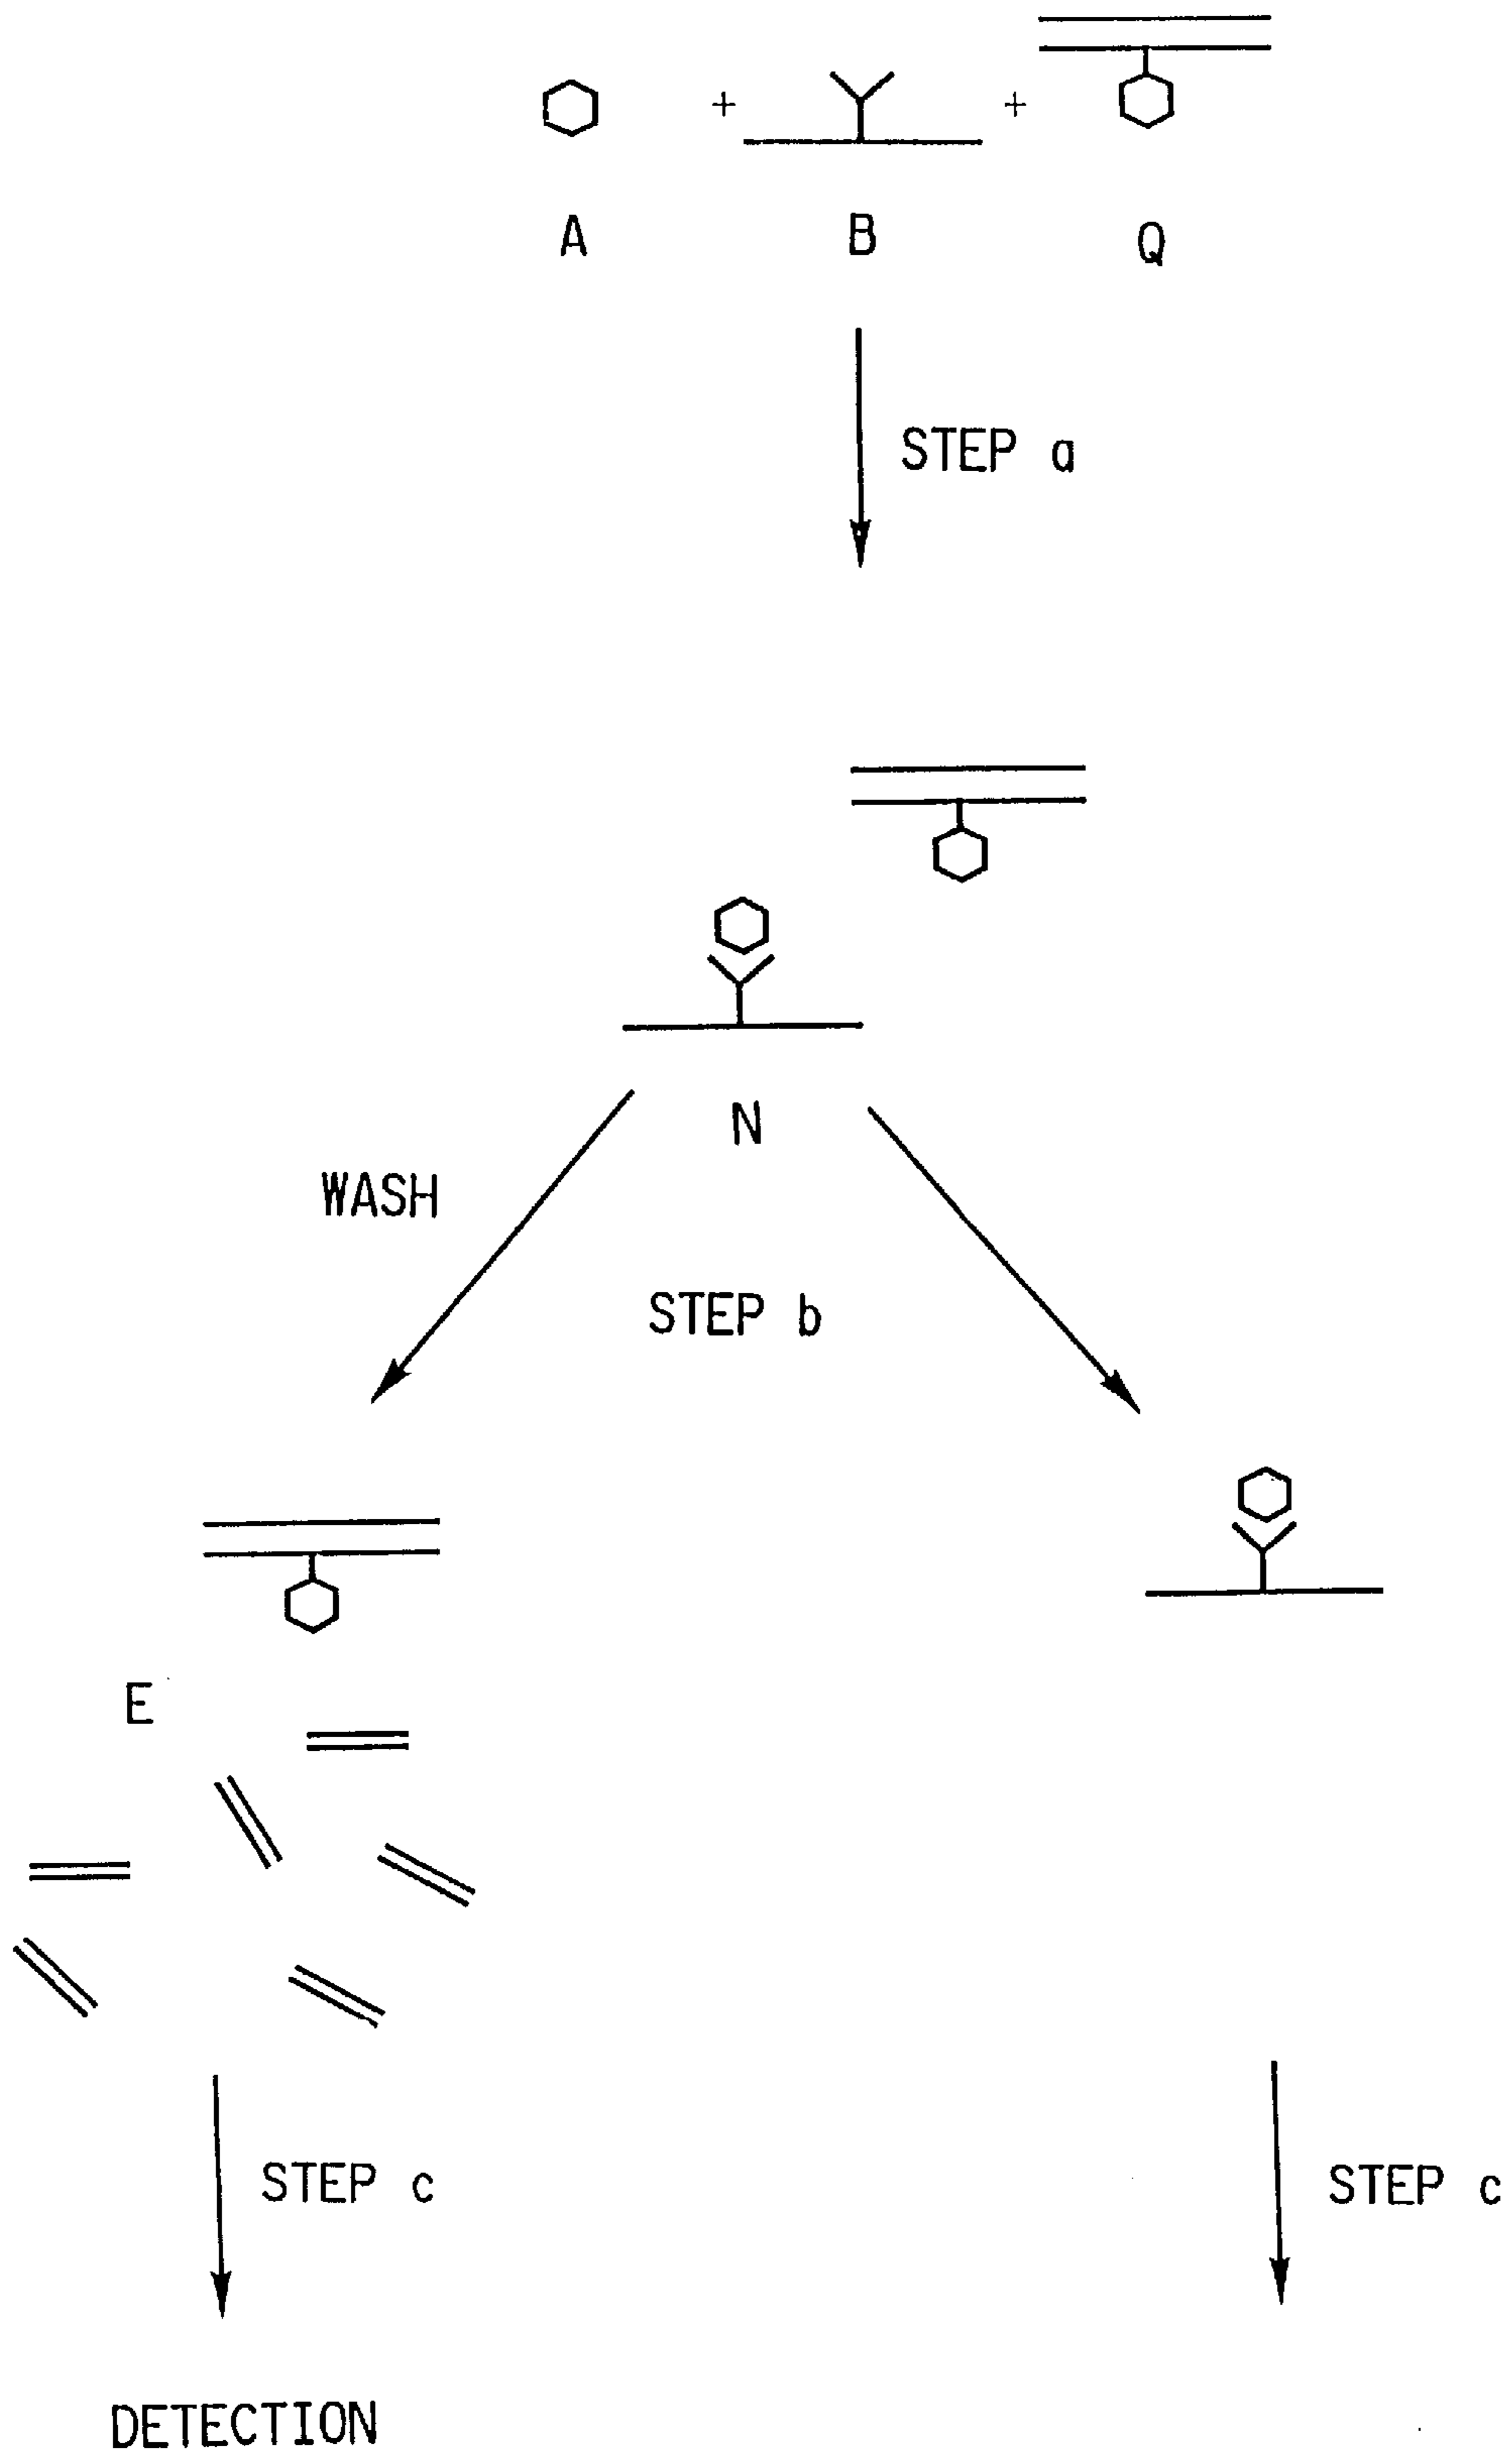 + +
A B Q
STEP a
N
WASH
STEP b
E
STEP c STEP c
DETECTION